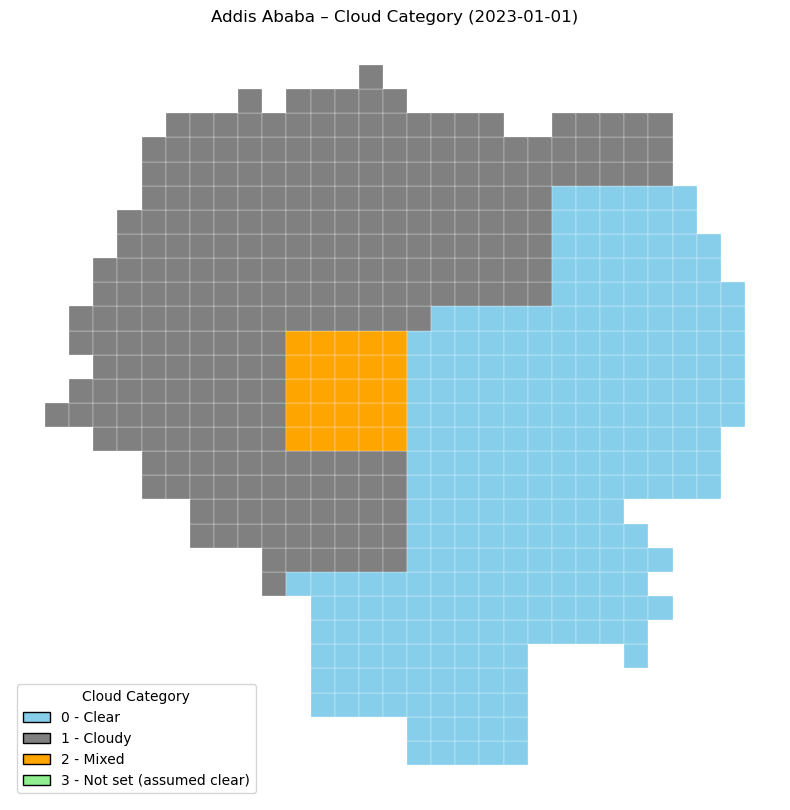 Addis Ababa – Cloud Category (2023-01-01)
Cloud Category
0 - Clear
1 - Cloudy
2 - Mixed
3 - Not set (assumed clear)